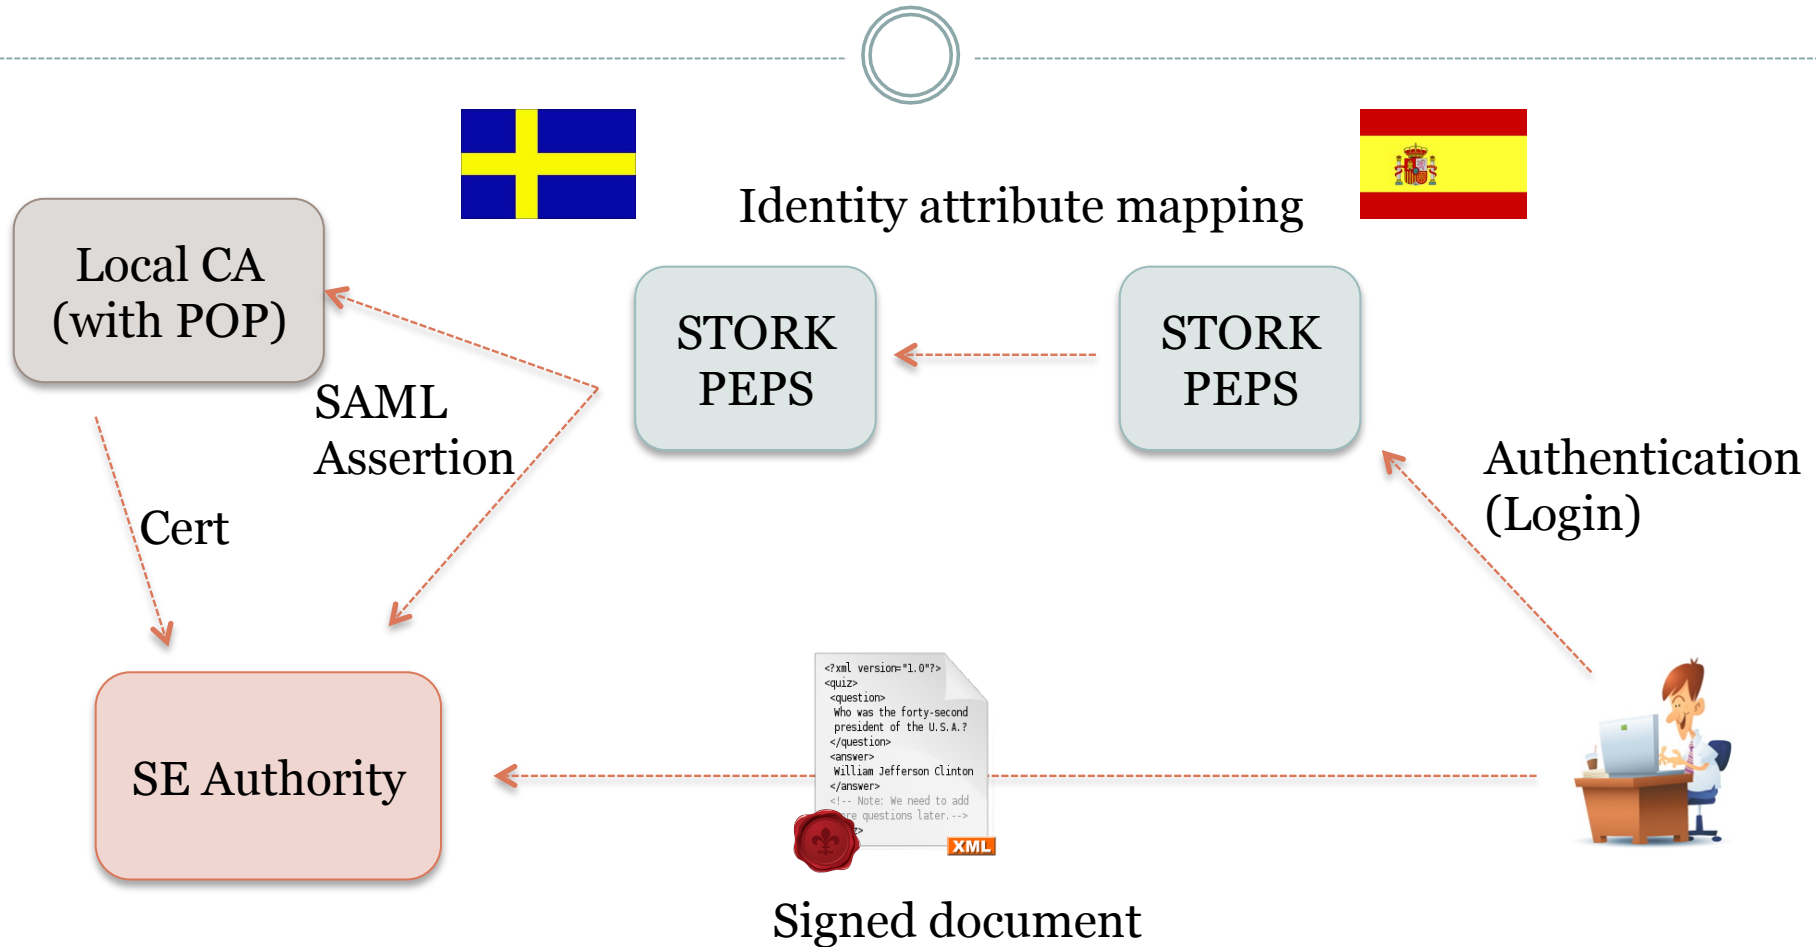 Identity attribute mapping
Local CA
(with POP)
STORK
PEPS
STORK
PEPS
SAML
Assertion
Authentication
(Login)
Cert
SE Authority
<?xml version="1.0"?>
<quiz>
<question>
Who was the forty-second
president of the U.S.A.?
</question>
<answer>
William Jefferson Clinton
</answer>
<!-- Note: We need to add
questions later.-->
XML
Signed document